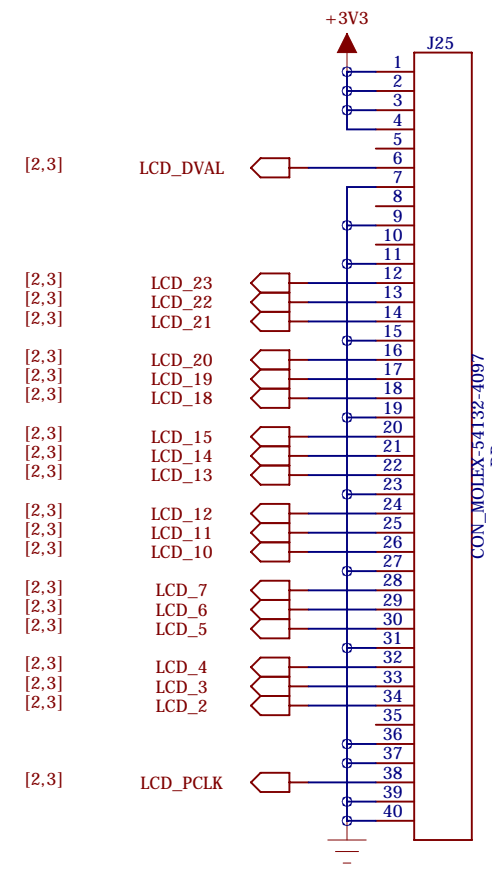 +3V3
J25
1
2
3
4
5
[2,3] LCD_DVAL 6
7
8
9
10
11
[2,3] LCD_23 12
[2,3] LCD_22 13
[2,3] LCD_21 14
15
[2,3] LCD_20 16
[2,3] LCD_19 17
[2,3] LCD_18 18
19
[2,3] LCD_15 20
[2,3] LCD_14 21
[2,3] LCD_13 22
23
[2,3] LCD_12 24
[2,3] LCD_11 25
[2,3] LCD_10 26
27
[2,3] LCD_7 28
[2,3] LCD_6 29
[2,3] LCD_5 30
31
[2,3] LCD_4 32
[2,3] LCD_3 33
[2,3] LCD_2 34
35
36
37
[2,3] LCD_PCLK 38
39
40
CON_MOLEX-54132-4097